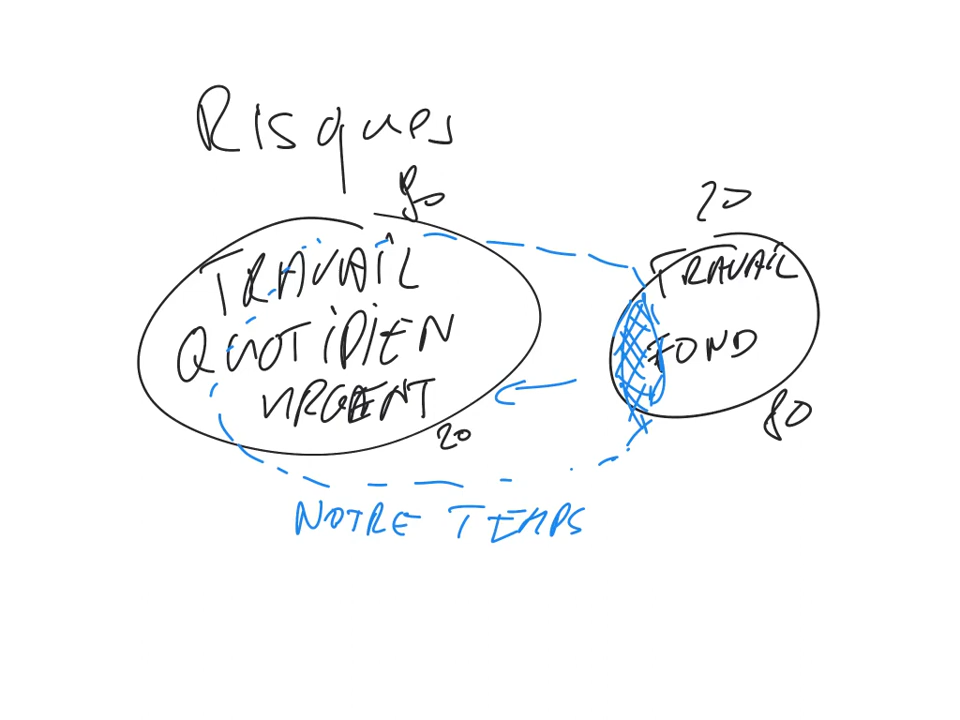 Risques
80
20
TRAVAIL
QUOTIDIEN
URGENT
20
TRAVAIL
FOND
80
NOTRE TEMPS